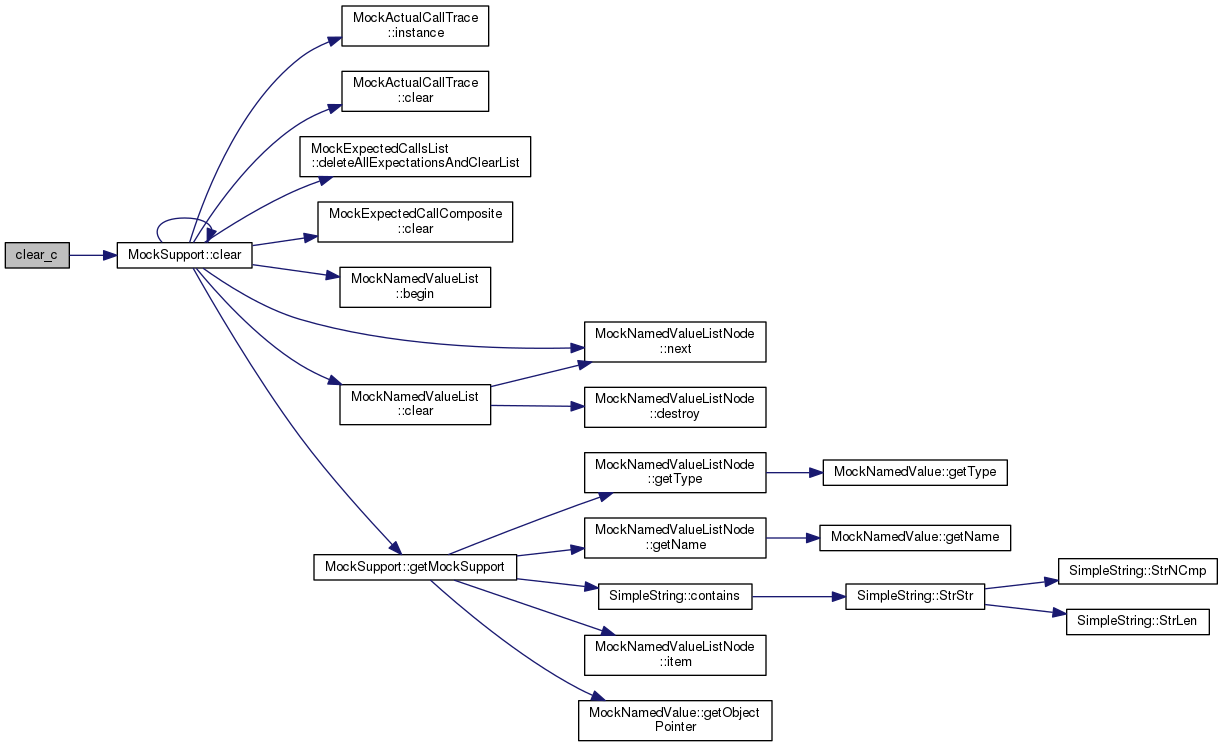 MockActualCallTrace
::instance
MockActualCallTrace
::clear
MockExpectedCallsList
::deleteAllExpectationsAndClearList
MockExpectedCallComposite
::clear
clear_c
MockSupport::clear
MockNamedValueList
::begin
MockNamedValueListNode
::next
MockNamedValueList
::clear
MockNamedValueListNode
::destroy
MockNamedValueListNode
::getType
MockNamedValue::getType
MockNamedValueListNode
::getName
MockNamedValue::getName
MockSupport::getMockSupport
SimpleString::contains
SimpleString::StrStr
SimpleString::StrNCmp
SimpleString::StrLen
MockNamedValueListNode
::item
MockNamedValue::getObject
Pointer